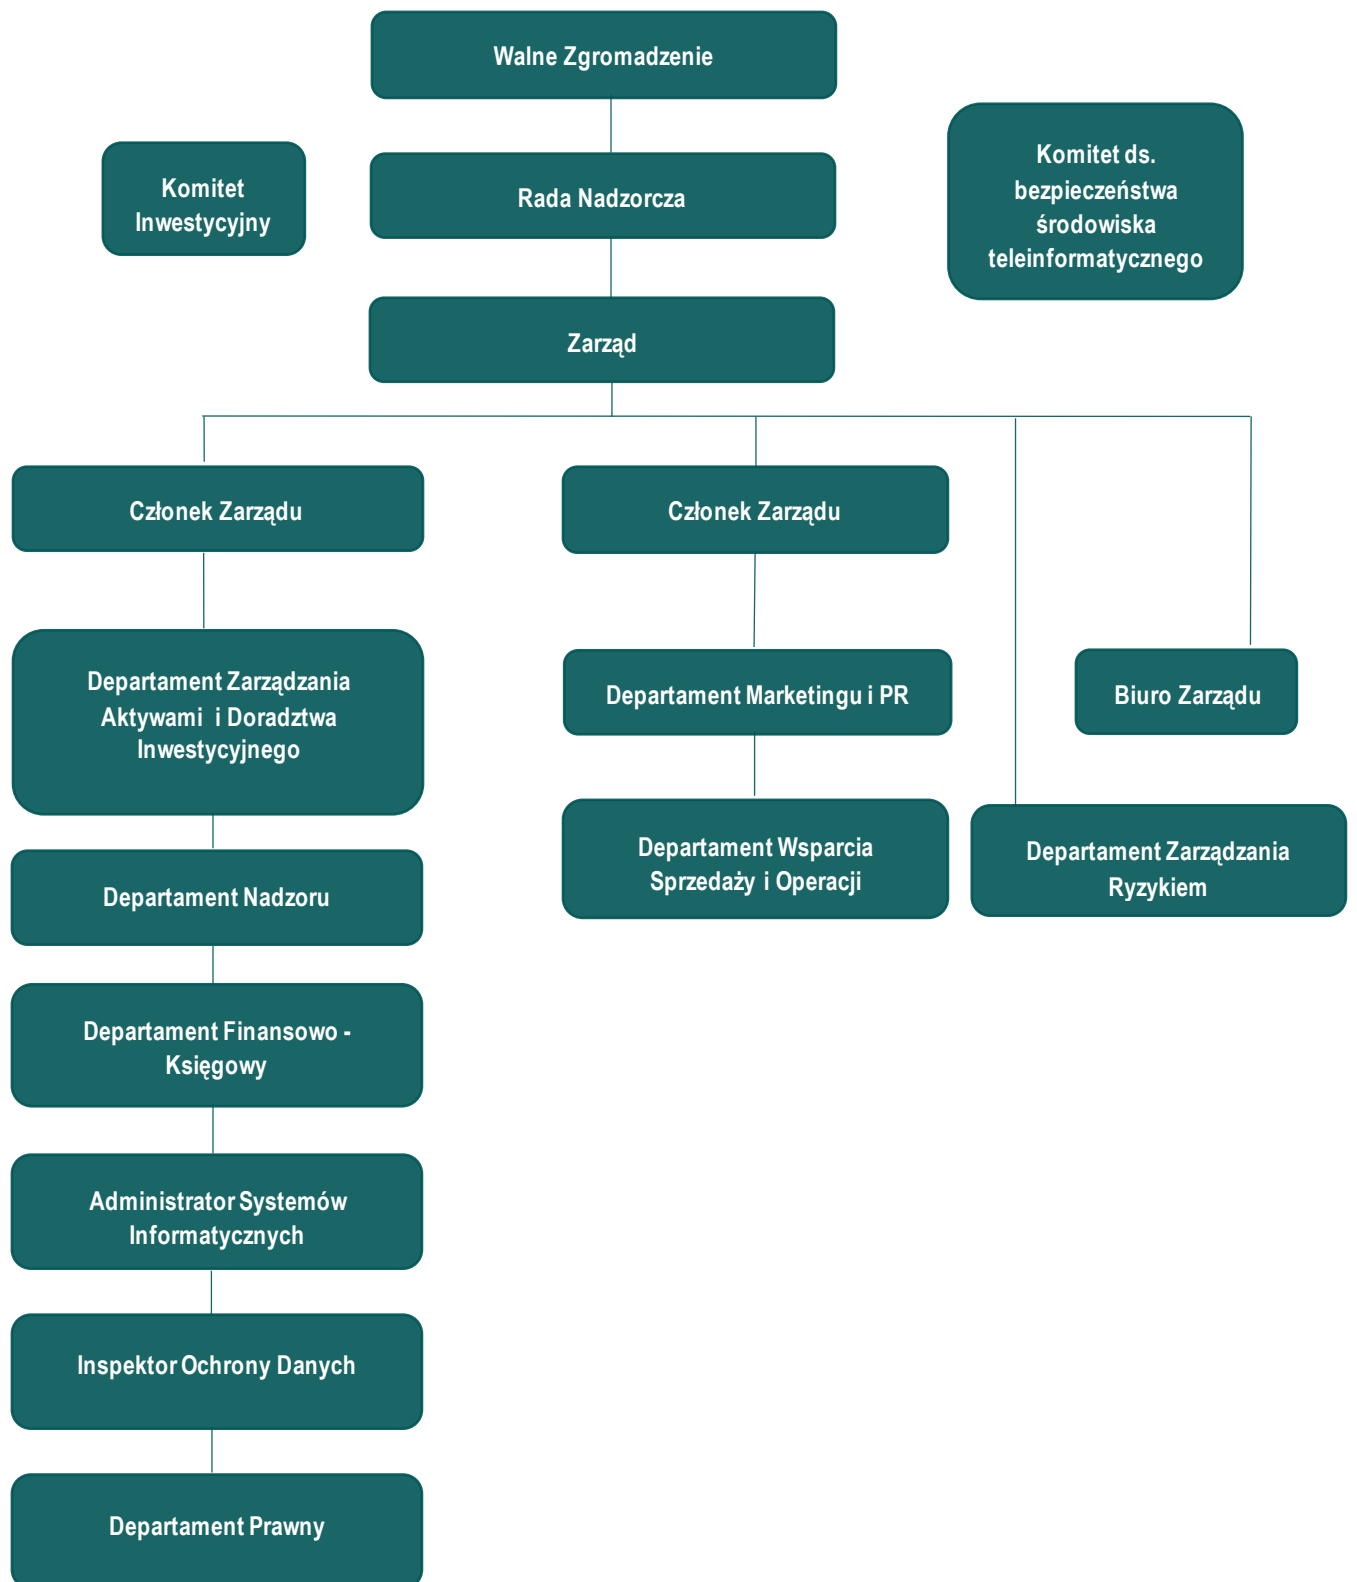 Walne Zgromadzenie
Komitet
Inwestycyjny
Rada Nadzorcza
Komitet ds.
bezpieczeństwa
środowiska
teleinformatycznego
Zarząd
Członek Zarządu
Członek Zarządu
Departament Zarządzania
Aktywami i Doradztwa
Inwestycyjnego
Departament Marketingu i PR
Biuro Zarządu
Departament Wsparcia
Sprzedaży i Operacji
Departament Zarządzania
Ryzykiem
Departament Nadzoru
Departament Finansowo -
Księgowy
Administrator Systemów
Informatycznych
Inspektor Ochrony Danych
Departament Prawny